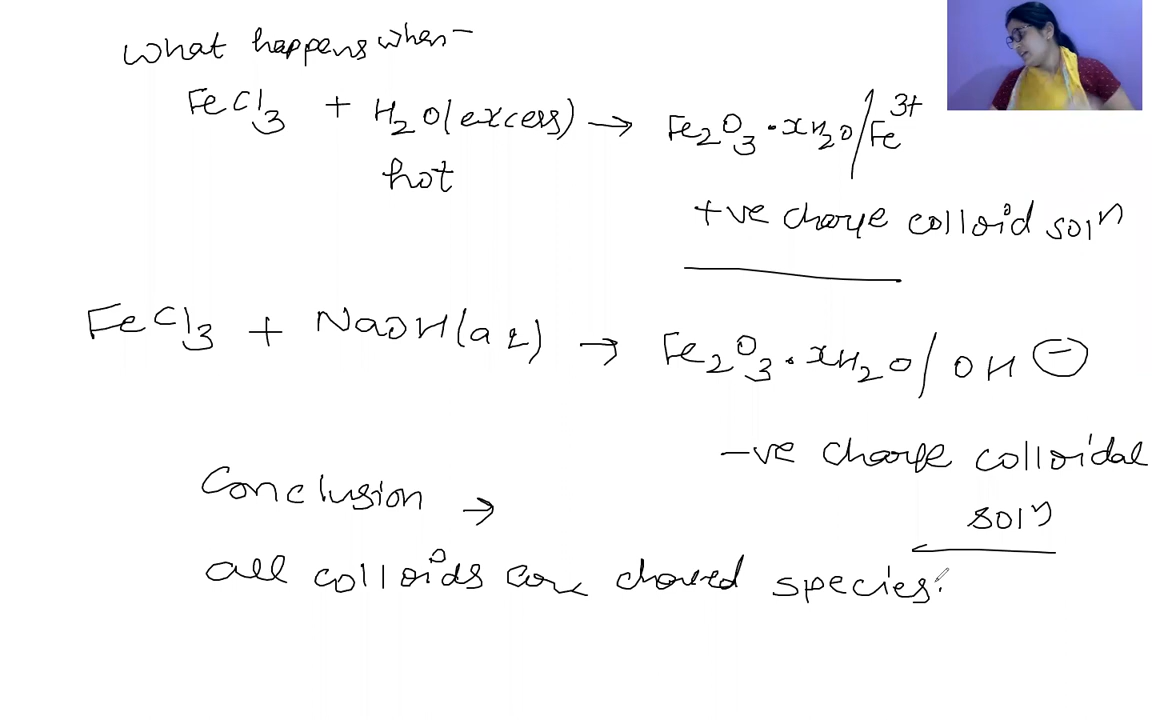 What happens when-
FeCl3 + H2O(excess) → Fe2O3·xH2O/Fe3+
hot
+ve charge colloid soln
FeCl3 + NaOH(aq) → Fe2O3·xH2O/OH⊖
-ve charge colloidal
soln
Conclusion →
all colloids are charged species.